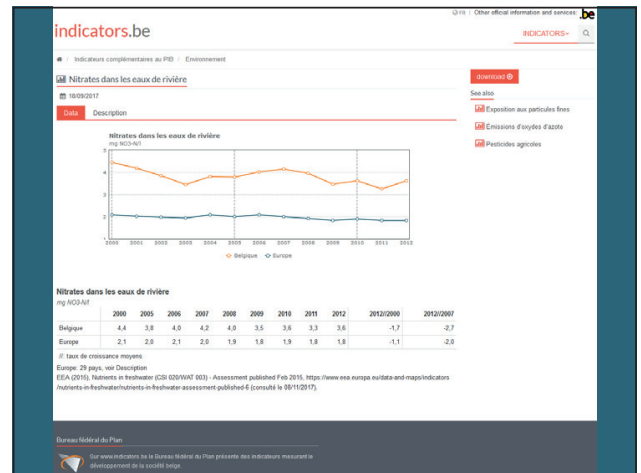 FR | Other official information and services: .be
indicators.be
INDICATORS
/ Indicateurs complémentaires au PIB / Environnement
Nitrates dans les eaux de rivière
18/09/2017
Data Description
download
See also
Exposition aux particules fines
Émissions d'oxydes d'azote
Pesticides agricoles
Nitrates dans les eaux de rivière
mg NO3-N/l
5
4
3
2
1
2000 2001 2002 2003 2004 2005 2006 2007 2008 2009 2010 2011 2012
Belgique Europe
Nitrates dans les eaux de rivière
mg NO3-N/l
2000 2005 2006 2007 2008 2009 2010 2011 2012 2012//2000 2012//2007
Belgique 4,4 3,8 4,0 4,2 4,0 3,5 3,6 3,3 3,6 -1,7 -2,7
Europe 2,1 2,0 2,1 2,0 1,9 1,8 1,9 1,8 1,8 -1,1 -2,0
//: taux de croissance moyens
Europe: 29 pays, voir Description
EEA (2015), Nutrients in freshwater (CSI 020/WAT 003) - Assessment published Feb 2015, https://www.eea.europa.eu/data-and-maps/indicators
/nutrients-in-freshwater/nutrients-in-freshwater-assessment-published-6 (consulté le 08/11/2017).
Bureau fédéral du Plan
Sur www.indicators.be le Bureau fédéral du Plan présente des indicateurs mesurant le
développement de la société belge.